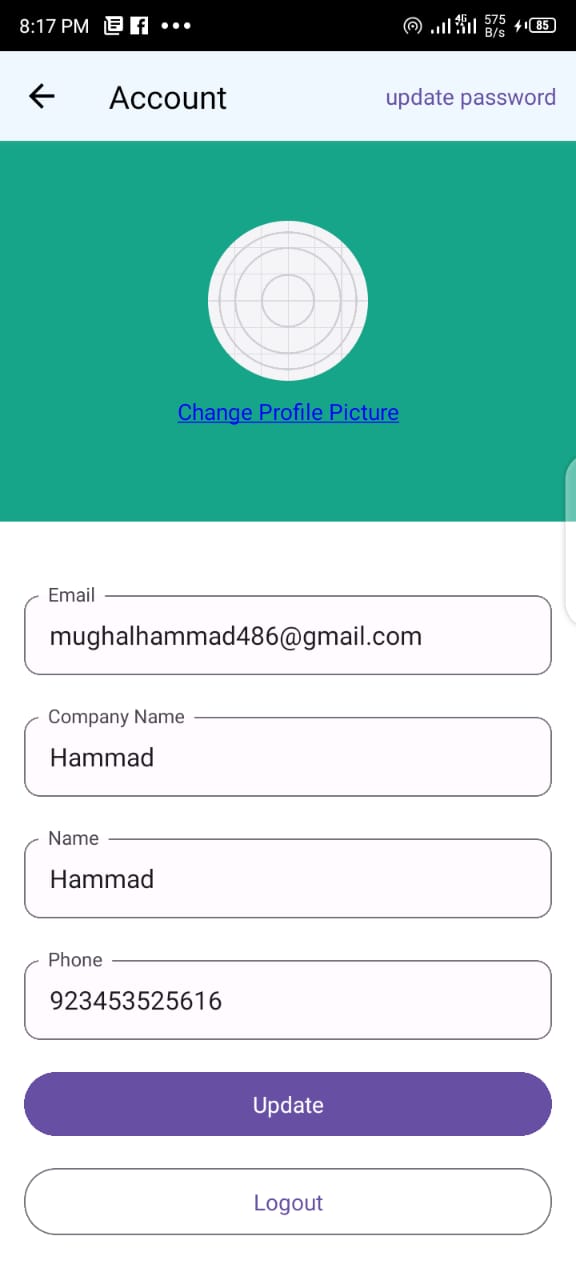 8:17 PM 4G 575 B/s 85
Account update password
Change Profile Picture
Email
mughalhammad486@gmail.com
Company Name
Hammad
Name
Hammad
Phone
923453525616
Update
Logout